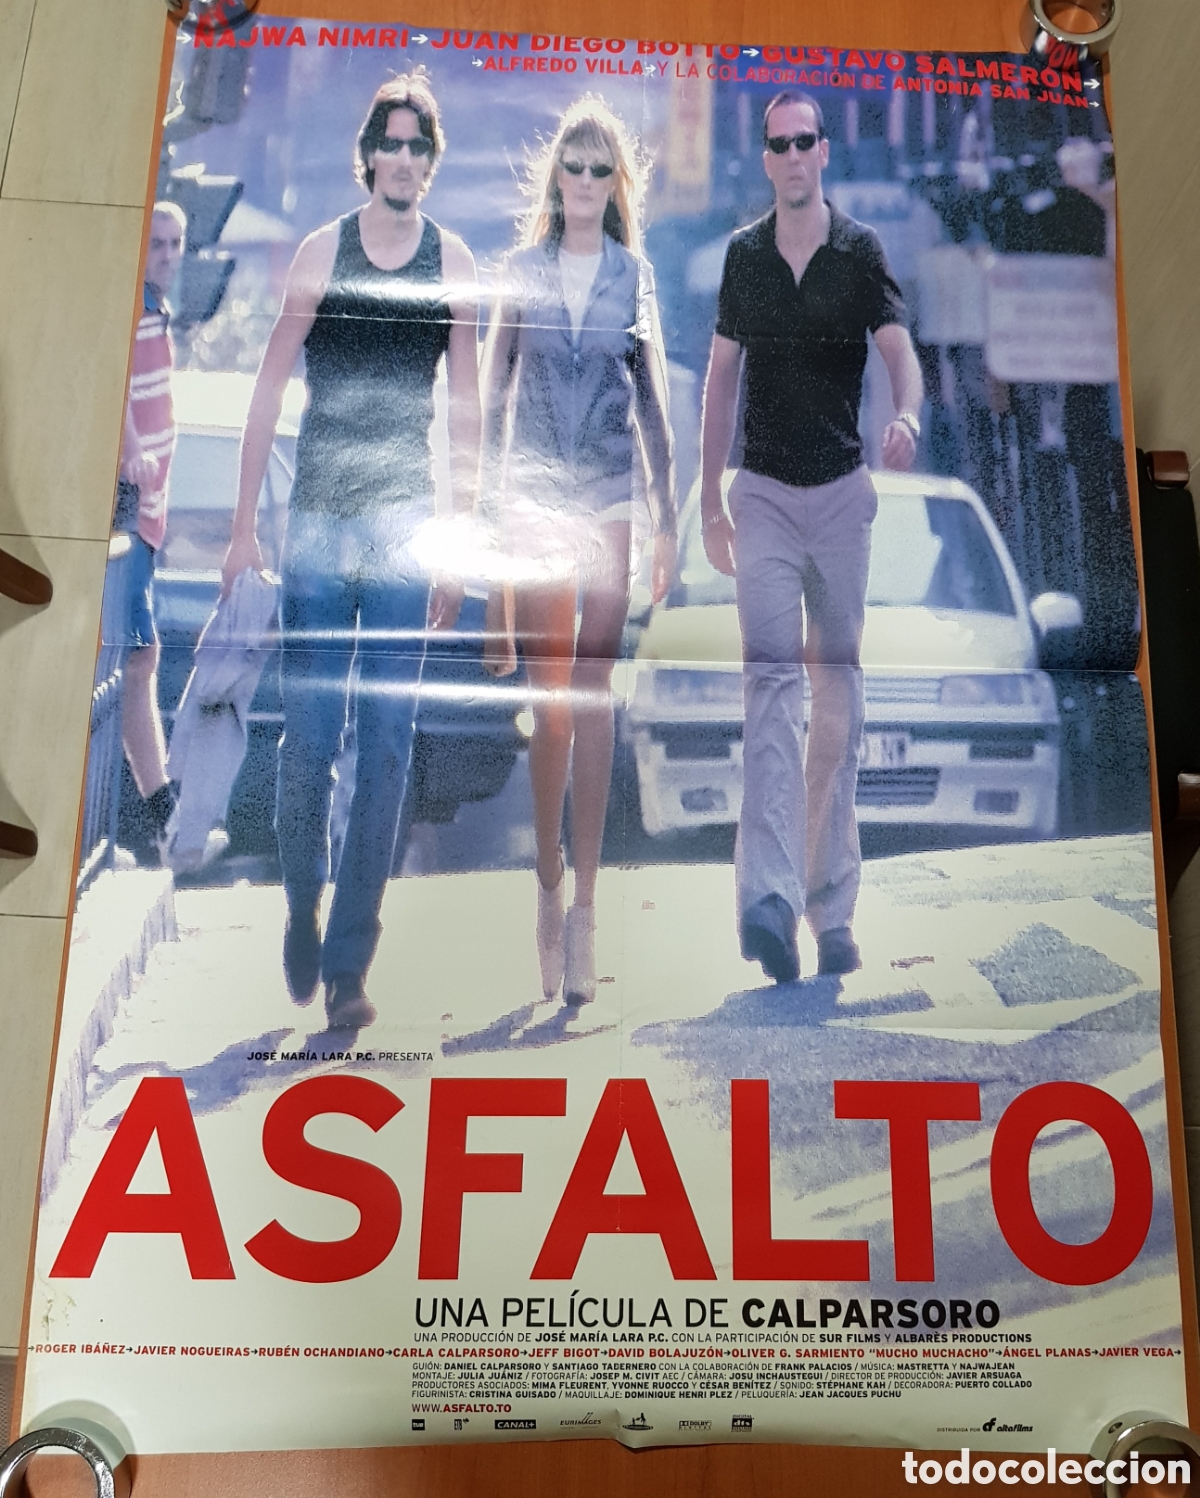 →NAJWA NIMRI→JUAN DIEGO BOTTO→GUSTAVO SALMERÓN→
→ALFREDO VILLA→Y LA COLABORACIÓN DE ANTONIA SAN JUAN→
JOSÉ MARÍA LARA P.C. PRESENTA
ASFALTO
UNA PELÍCULA DE CALPARSORO
UNA PRODUCCIÓN DE JOSÉ MARÍA LARA P.C. CON LA PARTICIPACIÓN DE SUR FILMS Y ALBARÈS PRODUCTIONS
→ROGER IBÁÑEZ→JAVIER NOGUEIRAS→RUBÉN OCHANDIANO→CARLA CALPARSORO→JEFF BIGOT→DAVID BOLAJUZÓN→OLIVER G. SARMIENTO "MUCHO MUCHACHO"→ÁNGEL PLANAS→JAVIER VEGA→
GUIÓN: DANIEL CALPARSORO Y SANTIAGO TABERNERO CON LA COLABORACIÓN DE FRANK PALACIOS / MÚSICA: MASTRETTA Y NAJWAJEAN
MONTAJE: JULIA JUÁNIZ / FOTOGRAFÍA: JOSEP M. CIVIT AEC / CÁMARA: JOSU INCHAUSTEGUI / DIRECTOR DE PRODUCCIÓN: JAVIER ARSUAGA
PRODUCTORES ASOCIADOS: MIMA FLEURENT, YVONNE RUOCCO Y CÉSAR BENÍTEZ / SONIDO: STÉPHANE KAH / DECORADORA: PUERTO COLLADO
FIGURINISTA: CRISTINA GUISADO / MAQUILLAJE: DOMINIQUE HENRI PLEZ / PELUQUERÍA: JEAN JACQUES PUCHU
WWW.ASFALTO.TO
tve CANAL+ EURIMAGES DOLBY dts DISTRIBUIDA POR altafilms
todocoleccion